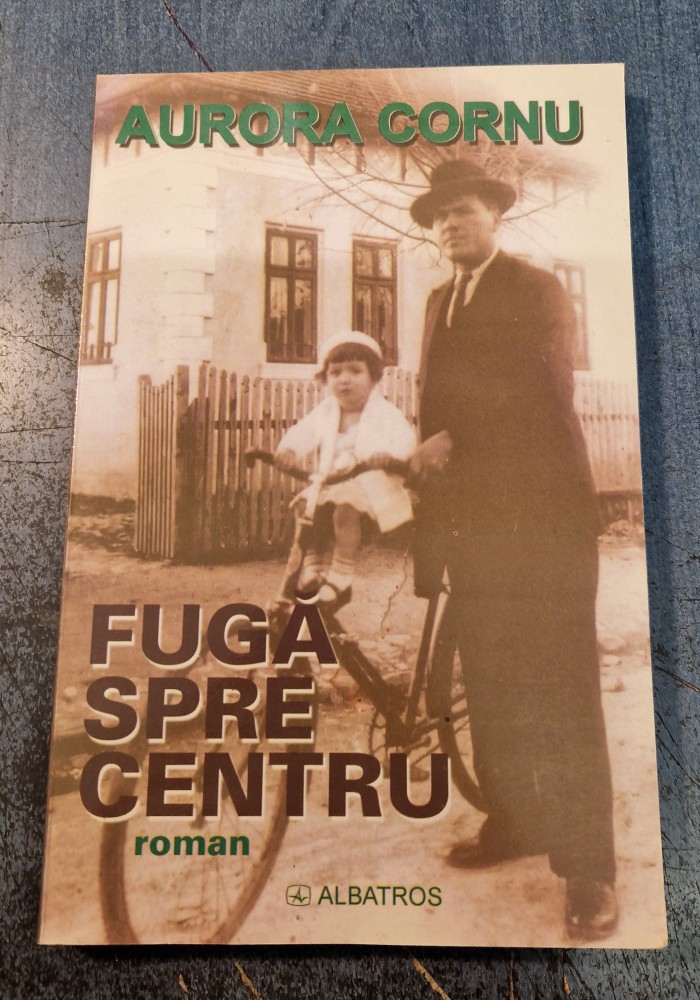 AURORA CORNU
FUGĂ
SPRE
CENTRU
roman
ALBATROS